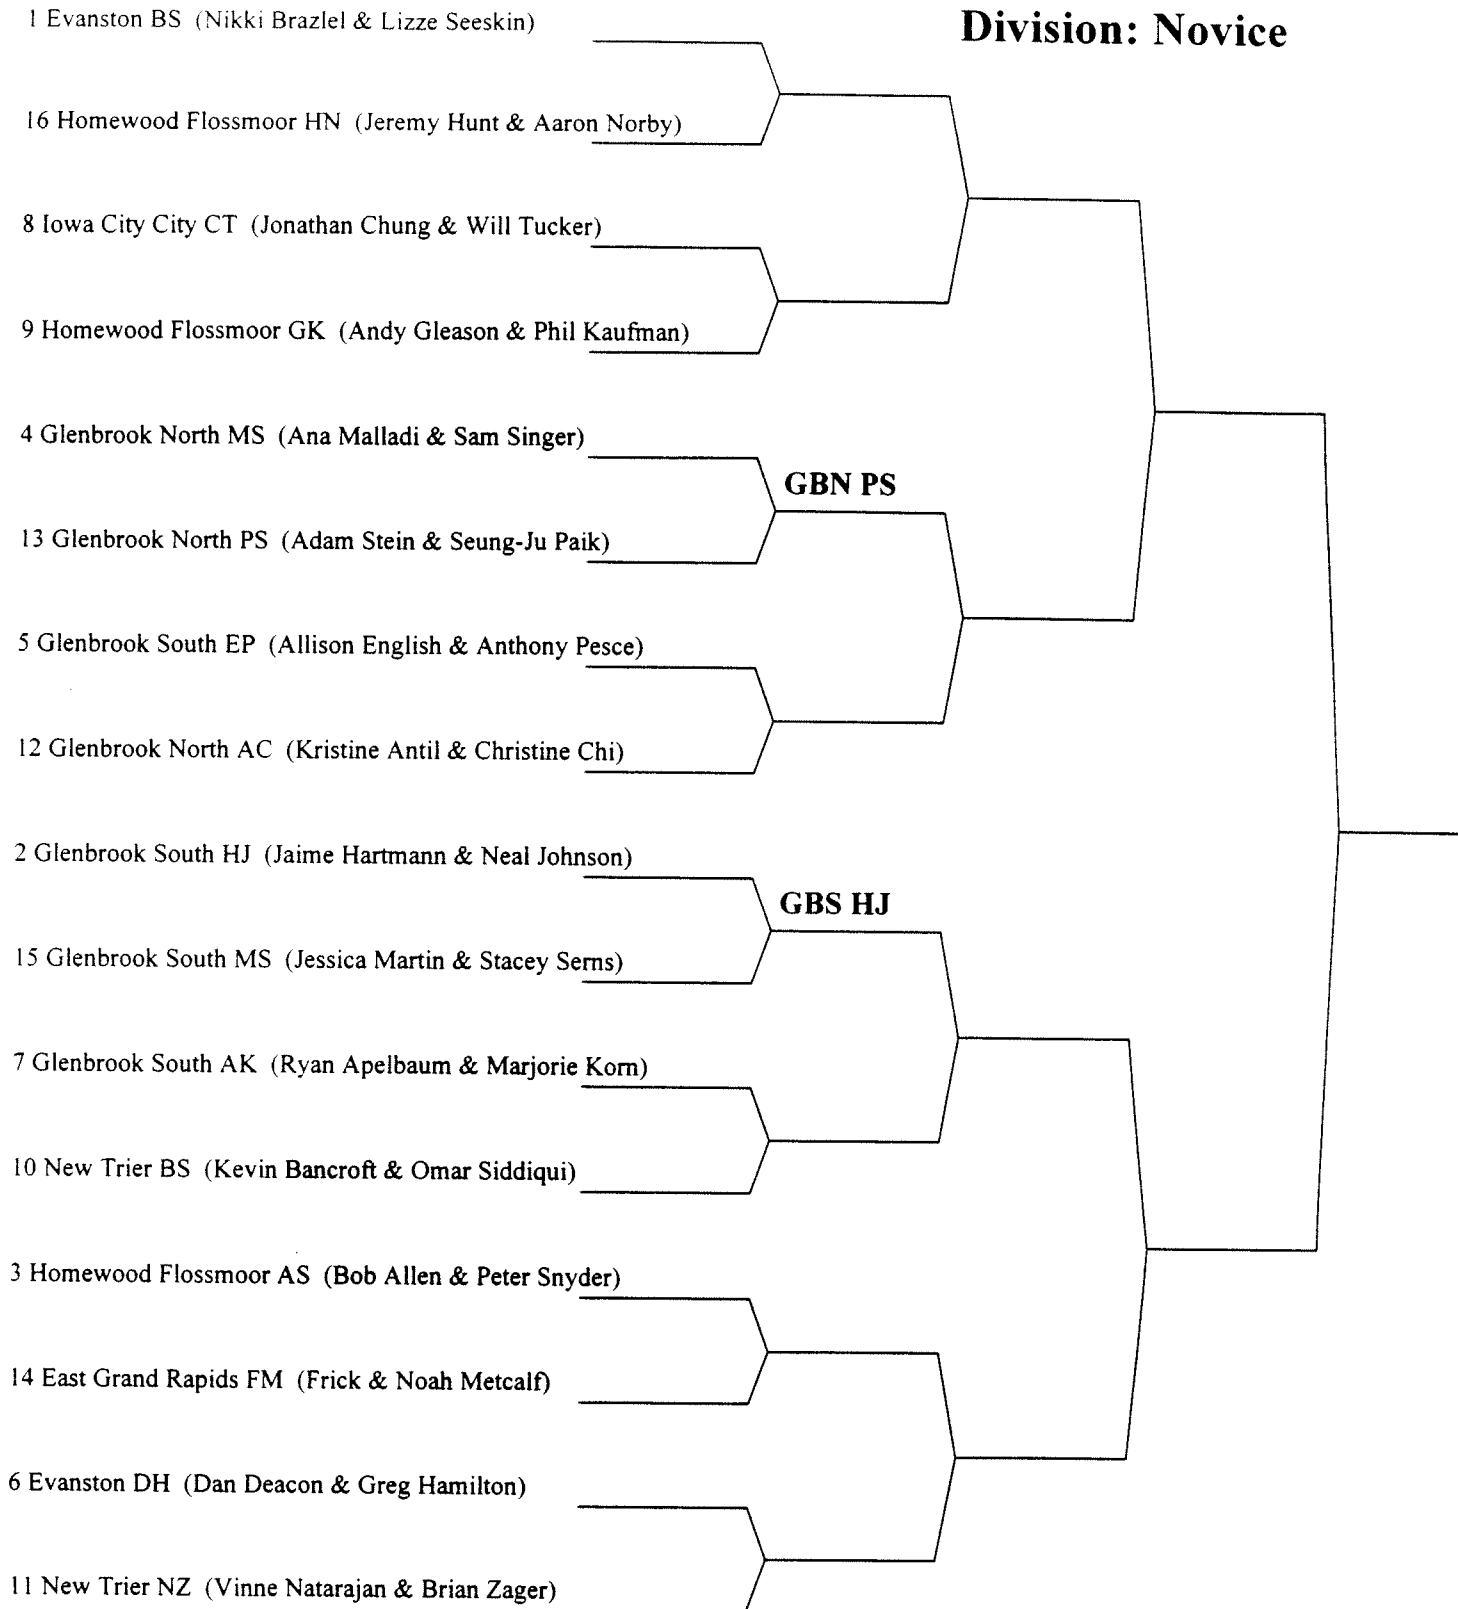 Division: Novice
1 Evanston BS (Nikki Brazlel & Lizze Seeskin)
16 Homewood Flossmoor HN (Jeremy Hunt & Aaron Norby)
8 Iowa City City CT (Jonathan Chung & Will Tucker)
9 Homewood Flossmoor GK (Andy Gleason & Phil Kaufman)
4 Glenbrook North MS (Ana Malladi & Sam Singer)
GBN PS
13 Glenbrook North PS (Adam Stein & Seung-Ju Paik)
5 Glenbrook South EP (Allison English & Anthony Pesce)
12 Glenbrook North AC (Kristine Antil & Christine Chi)
2 Glenbrook South HJ (Jaime Hartmann & Neal Johnson)
GBS HJ
15 Glenbrook South MS (Jessica Martin & Stacey Serns)
7 Glenbrook South AK (Ryan Apelbaum & Marjorie Korn)
10 New Trier BS (Kevin Bancroft & Omar Siddiqui)
3 Homewood Flossmoor AS (Bob Allen & Peter Snyder)
14 East Grand Rapids FM (Frick & Noah Metcalf)
6 Evanston DH (Dan Deacon & Greg Hamilton)
11 New Trier NZ (Vinne Natarajan & Brian Zager)